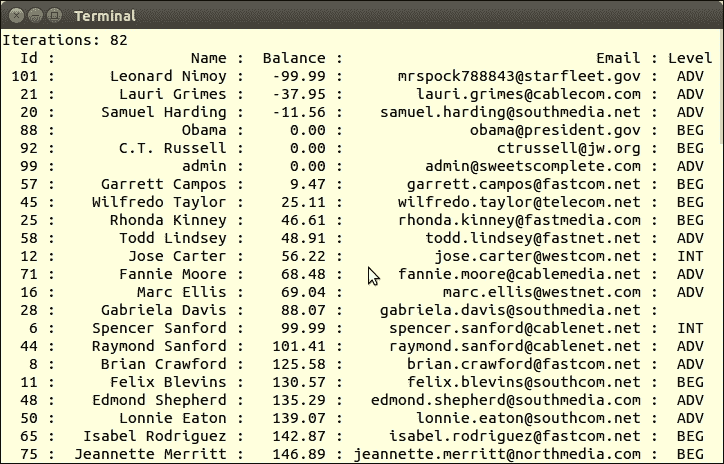 Terminal
Iterations: 82
Id : Name : Balance : Email : Level
101 : Leonard Nimoy : -99.99 : mrspock788843@starfleet.gov : ADV
21 : Lauri Grimes : -37.95 : lauri.grimes@cablecom.com : ADV
20 : Samuel Harding : -11.56 : samuel.harding@southmedia.net : ADV
88 : Obama : 0.00 : obama@president.gov : BEG
92 : C.T. Russell : 0.00 : ctrussell@jw.org : BEG
99 : admin : 0.00 : admin@sweetscomplete.com : ADV
57 : Garrett Campos : 9.47 : garrett.campos@fastcom.net : BEG
45 : Wilfredo Taylor : 25.11 : wilfredo.taylor@telecom.net : BEG
25 : Rhonda Kinney : 46.61 : rhonda.kinney@fastmedia.com : BEG
58 : Todd Lindsey : 48.91 : todd.lindsey@fastnet.net : ADV
12 : Jose Carter : 56.22 : jose.carter@westcom.net : INT
71 : Fannie Moore : 68.48 : fannie.moore@cablemedia.net : ADV
16 : Marc Ellis : 69.04 : marc.ellis@westnet.com : ADV
28 : Gabriela Davis : 88.07 : gabriela.davis@southmedia.net :
6 : Spencer Sanford : 99.99 : spencer.sanford@cablenet.net : INT
44 : Raymond Sanford : 101.41 : raymond.sanford@cablenet.net : ADV
8 : Brian Crawford : 125.58 : brian.crawford@fastcom.net : ADV
11 : Felix Blevins : 130.57 : felix.blevins@southcom.net : BEG
48 : Edmond Shepherd : 135.29 : edmond.shepherd@southmedia.com : ADV
50 : Lonnie Eaton : 139.07 : lonnie.eaton@southcom.net : ADV
65 : Isabel Rodriguez : 142.87 : isabel.rodriguez@fastcom.net : BEG
75 : Jeannette Merritt : 146.89 : jeannette.merritt@northmedia.com : BEG